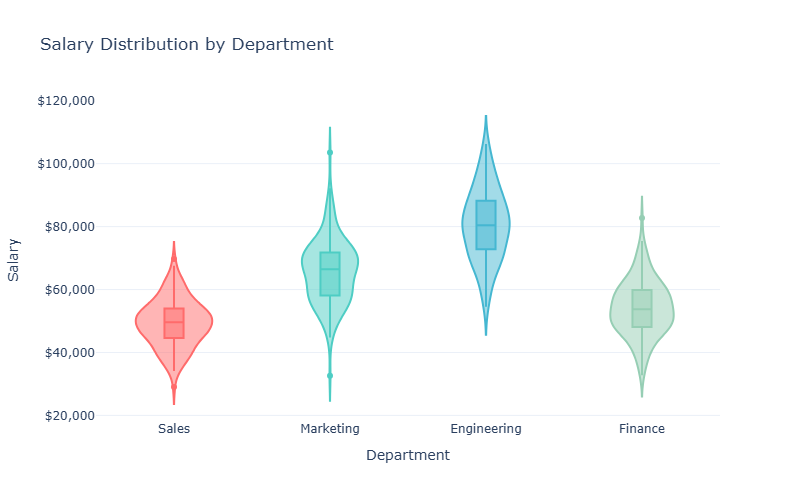 Salary Distribution by Department
$120,000
$100,000
$80,000
$60,000
$40,000
$20,000
Salary
Sales
Marketing
Engineering
Finance
Department